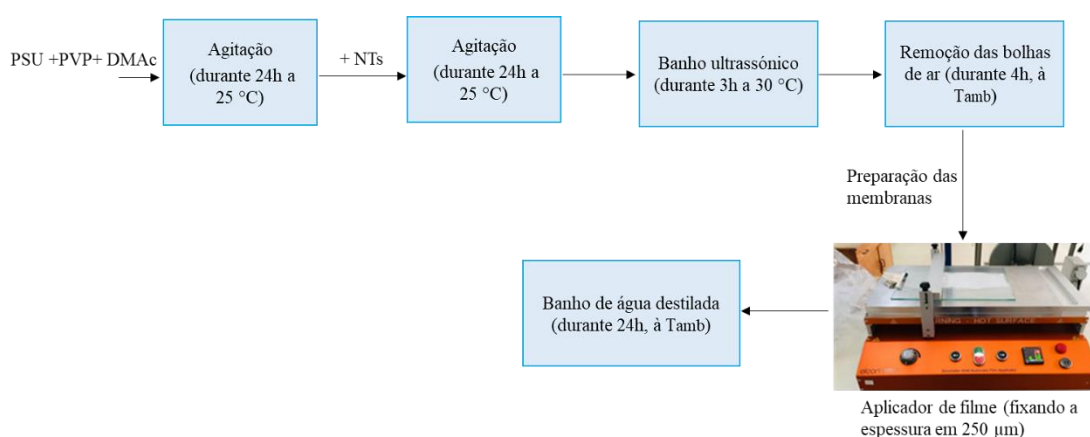 PSU +PVP+ DMAc
Agitação
(durante 24h a
25 °C)
+ NTs
Agitação
(durante 24h a
25 °C)
Banho ultrassónico
(durante 3h a 30 °C)
Remoção das bolhas
de ar (durante 4h, à
Tamb)
Preparação das
membranas
Banho de água destilada
(durante 24h, à Tamb)
HOT SURFACE
Aplicador de filme (fixando a
espessura em 250 µm)